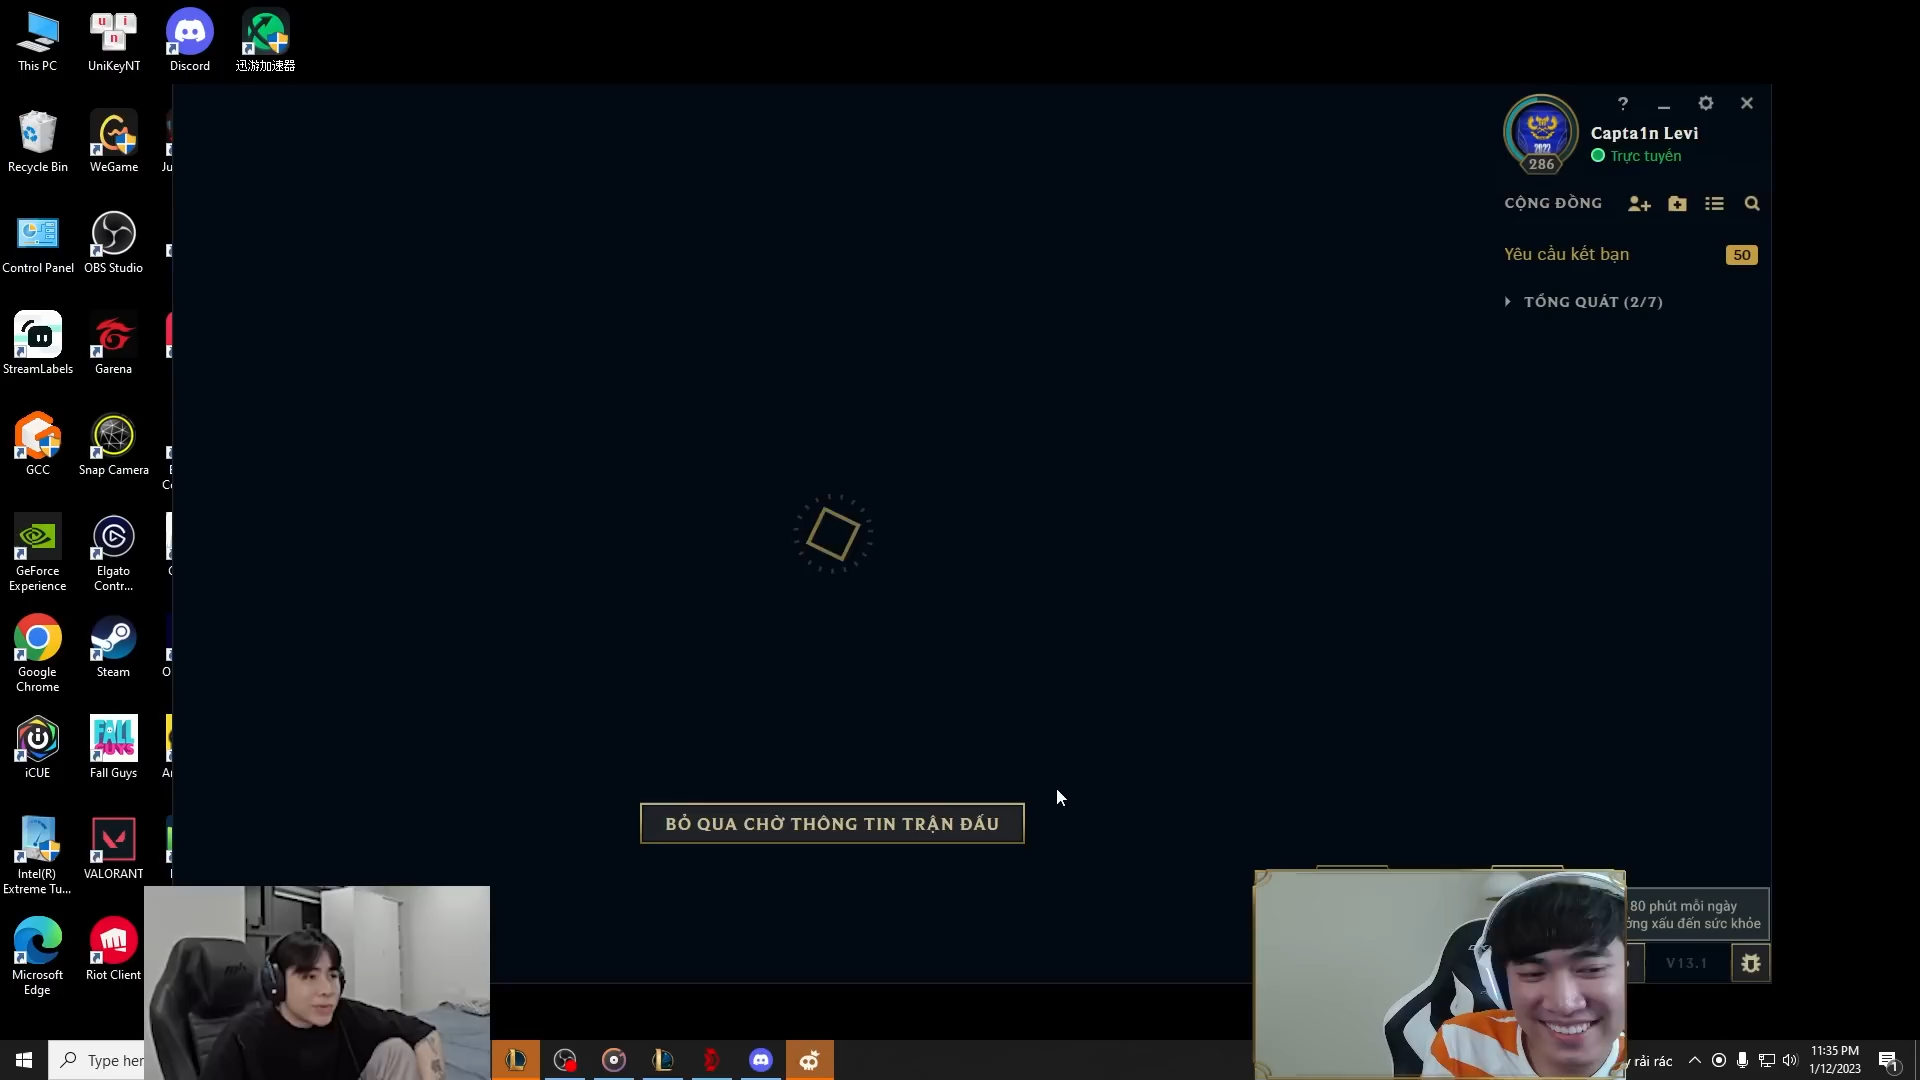 This PC
UniKeyNT
Discord
迅游加速器
Recycle Bin
WeGame
Ju
Control Panel
OBS Studio
StreamLabels
Garena
GCC
Snap Camera
GeForce
Experience
Elgato
Contr...
Google
Chrome
Steam
iCUE
Fall Guys
Intel(R)
Extreme Tu...
VALORANT
Microsoft
Edge
Riot Client
?
Capta1n Levi
Trực tuyến
2022
286
CỘNG ĐỒNG
Yêu cầu kết bạn
50
TỔNG QUÁT (2/7)
BỎ QUA CHỜ THÔNG TIN TRẬN ĐẤU
80 phút mỗi ngày
ởng xấu đến sức khỏe
V13.1
Type her
y rải rác
11:35 PM
1/12/2023
1